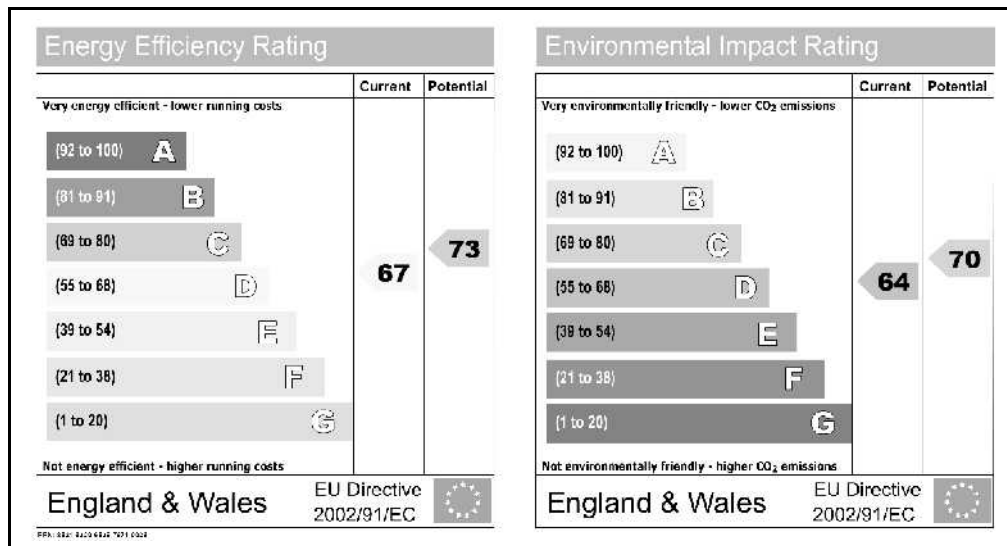 Energy Efficiency Rating
Current Potential
Very energy efficient - lower running costs
(92 to 100) A
(81 to 91) B
(69 to 80) C
(55 to 68) D
(39 to 54) E
(21 to 38) F
(1 to 20) G
67
73
Not energy efficient - higher running costs
England & Wales
EU Directive
2002/91/EC
Environmental Impact Rating
Current Potential
Very environmentally friendly - lower CO₂ emissions
(92 to 100) A
(81 to 91) B
(69 to 80) C
(55 to 68) D
(39 to 54) E
(21 to 38) F
(1 to 20) G
64
70
Not environmentally friendly - higher CO₂ emissions
England & Wales
EU Directive
2002/91/EC